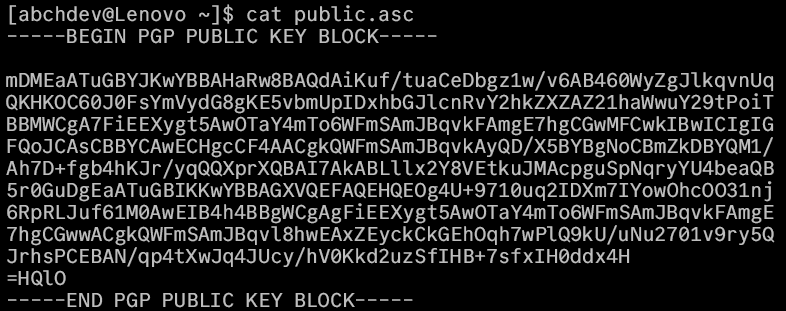 [abchdev@Lenovo ~]$ cat public.asc
-----BEGIN PGP PUBLIC KEY BLOCK-----
mDMEaATuGBYJKwYBBAHaRw8BAQdAiKuf/tuaCeDbgz1w/v6AB460WyZgJlkqvnUq
QKHKOC60J0FsYmVydG8gKE5vbmUpIDxhbGJlcnRvY2hkZXZAZ21haWwuY29tPoiT
BBMWCgA7FiEEXygt5AwOTaY4mTo6WFmSAmJBqvkFAmgE7hgCGwMFCwkIBwICIgIG
FQoJCAsCBBYCAwECHgcCF4AACgkQWFmSAmJBqvkAyQD/X5BYBgNoCBmZkDBYQM1/
Ah7D+fgb4hKJr/yqQQXprXQBAI7AkABLllx2Y8VEtkuJMAcpguSpNqryYU4beaQB
5r0GuDgEaATuGBIKKwYBBAGXVQEFAQEHQEOg4U+9710uq2IDXm7IYowOhcOO31nj
6RpRLJuf61M0AwEIB4h4BBgWCgAgFiEEXygt5AwOTaY4mTo6WFmSAmJBqvkFAmgE
7hgCGwwACgkQWFmSAmJBqvl8hwEAxZEyckCkGEhOqh7wPlQ9kU/uNu2701v9ry5Q
JrhsPCEBAN/qp4tXwJq4JUcy/hV0Kkd2uzSfIHB+7sfxIH0ddx4H
=HQlO
-----END PGP PUBLIC KEY BLOCK-----